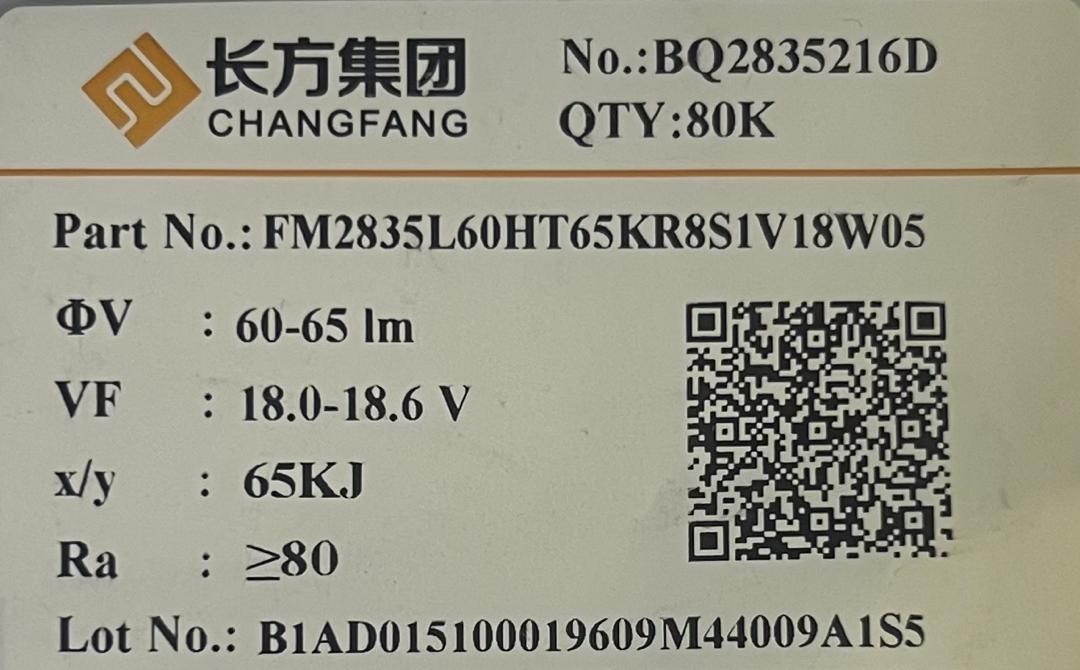 长方集团
CHANGFANG
No.:BQ2835216D
QTY:80K
Part No.: FM2835L60HT65KR8S1V18W05
ΦV : 60-65 lm
VF : 18.0-18.6 V
x/y : 65KJ
Ra : ≥80
Lot No.: B1AD015100019609M44009A1S5